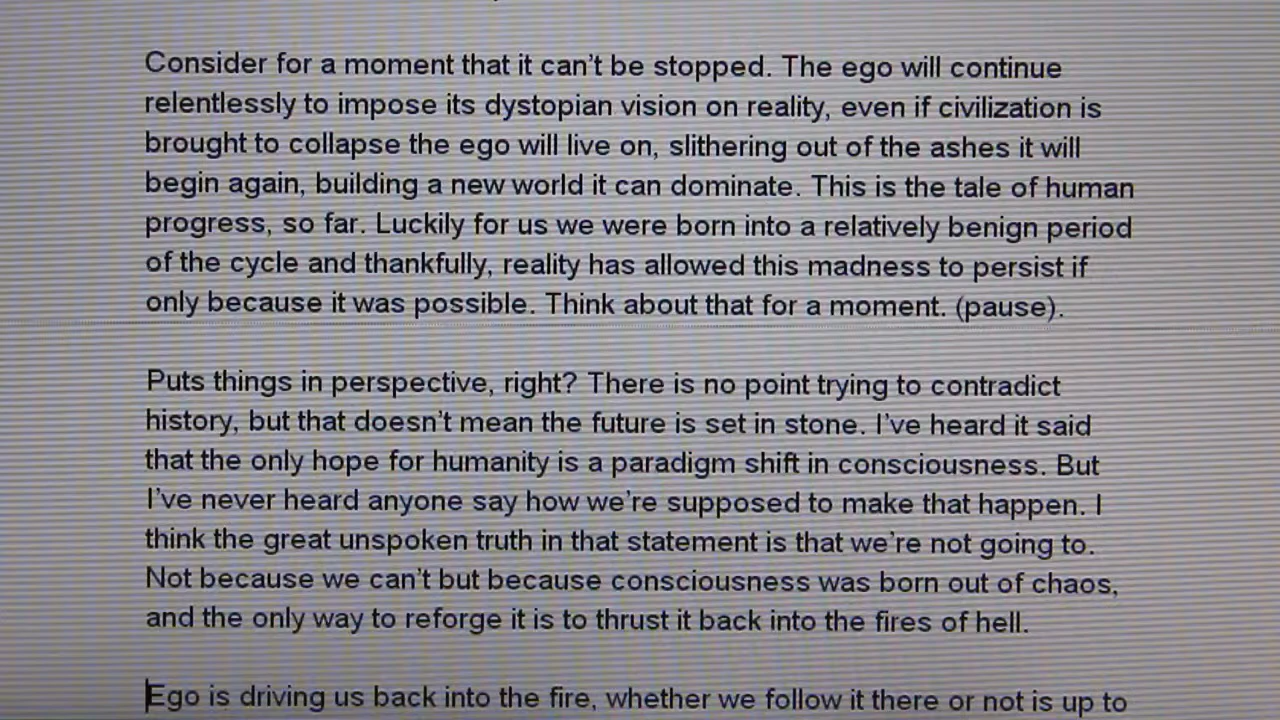 Consider for a moment that it can't be stopped. The ego will continue
relentlessly to impose its dystopian vision on reality, even if civilization is
brought to collapse the ego will live on, slithering out of the ashes it will
begin again, building a new world it can dominate. This is the tale of human
progress, so far. Luckily for us we were born into a relatively benign period
of the cycle and thankfully, reality has allowed this madness to persist if
only because it was possible. Think about that for a moment. (pause).
Puts things in perspective, right? There is no point trying to contradict
history, but that doesn't mean the future is set in stone. I've heard it said
that the only hope for humanity is a paradigm shift in consciousness. But
I've never heard anyone say how we're supposed to make that happen. I
think the great unspoken truth in that statement is that we're not going to.
Not because we can't but because consciousness was born out of chaos,
and the only way to reforge it is to thrust it back into the fires of hell.
Ego is driving us back into the fire, whether we follow it there or not is up to